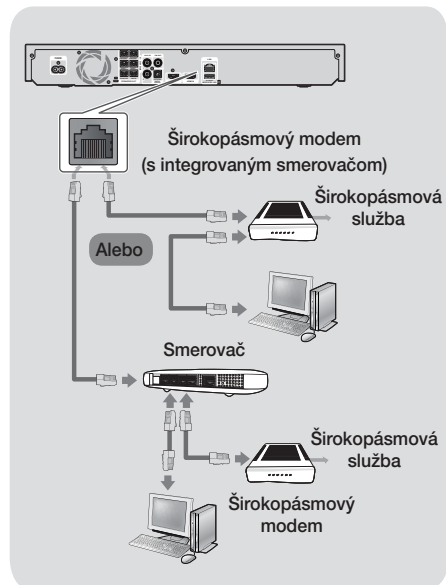 Širokopásmový modem
(s integrovaným smerovačom)
Širokopásmová
služba
Alebo
Smerovač
Širokopásmová
služba
Širokopásmový
modem